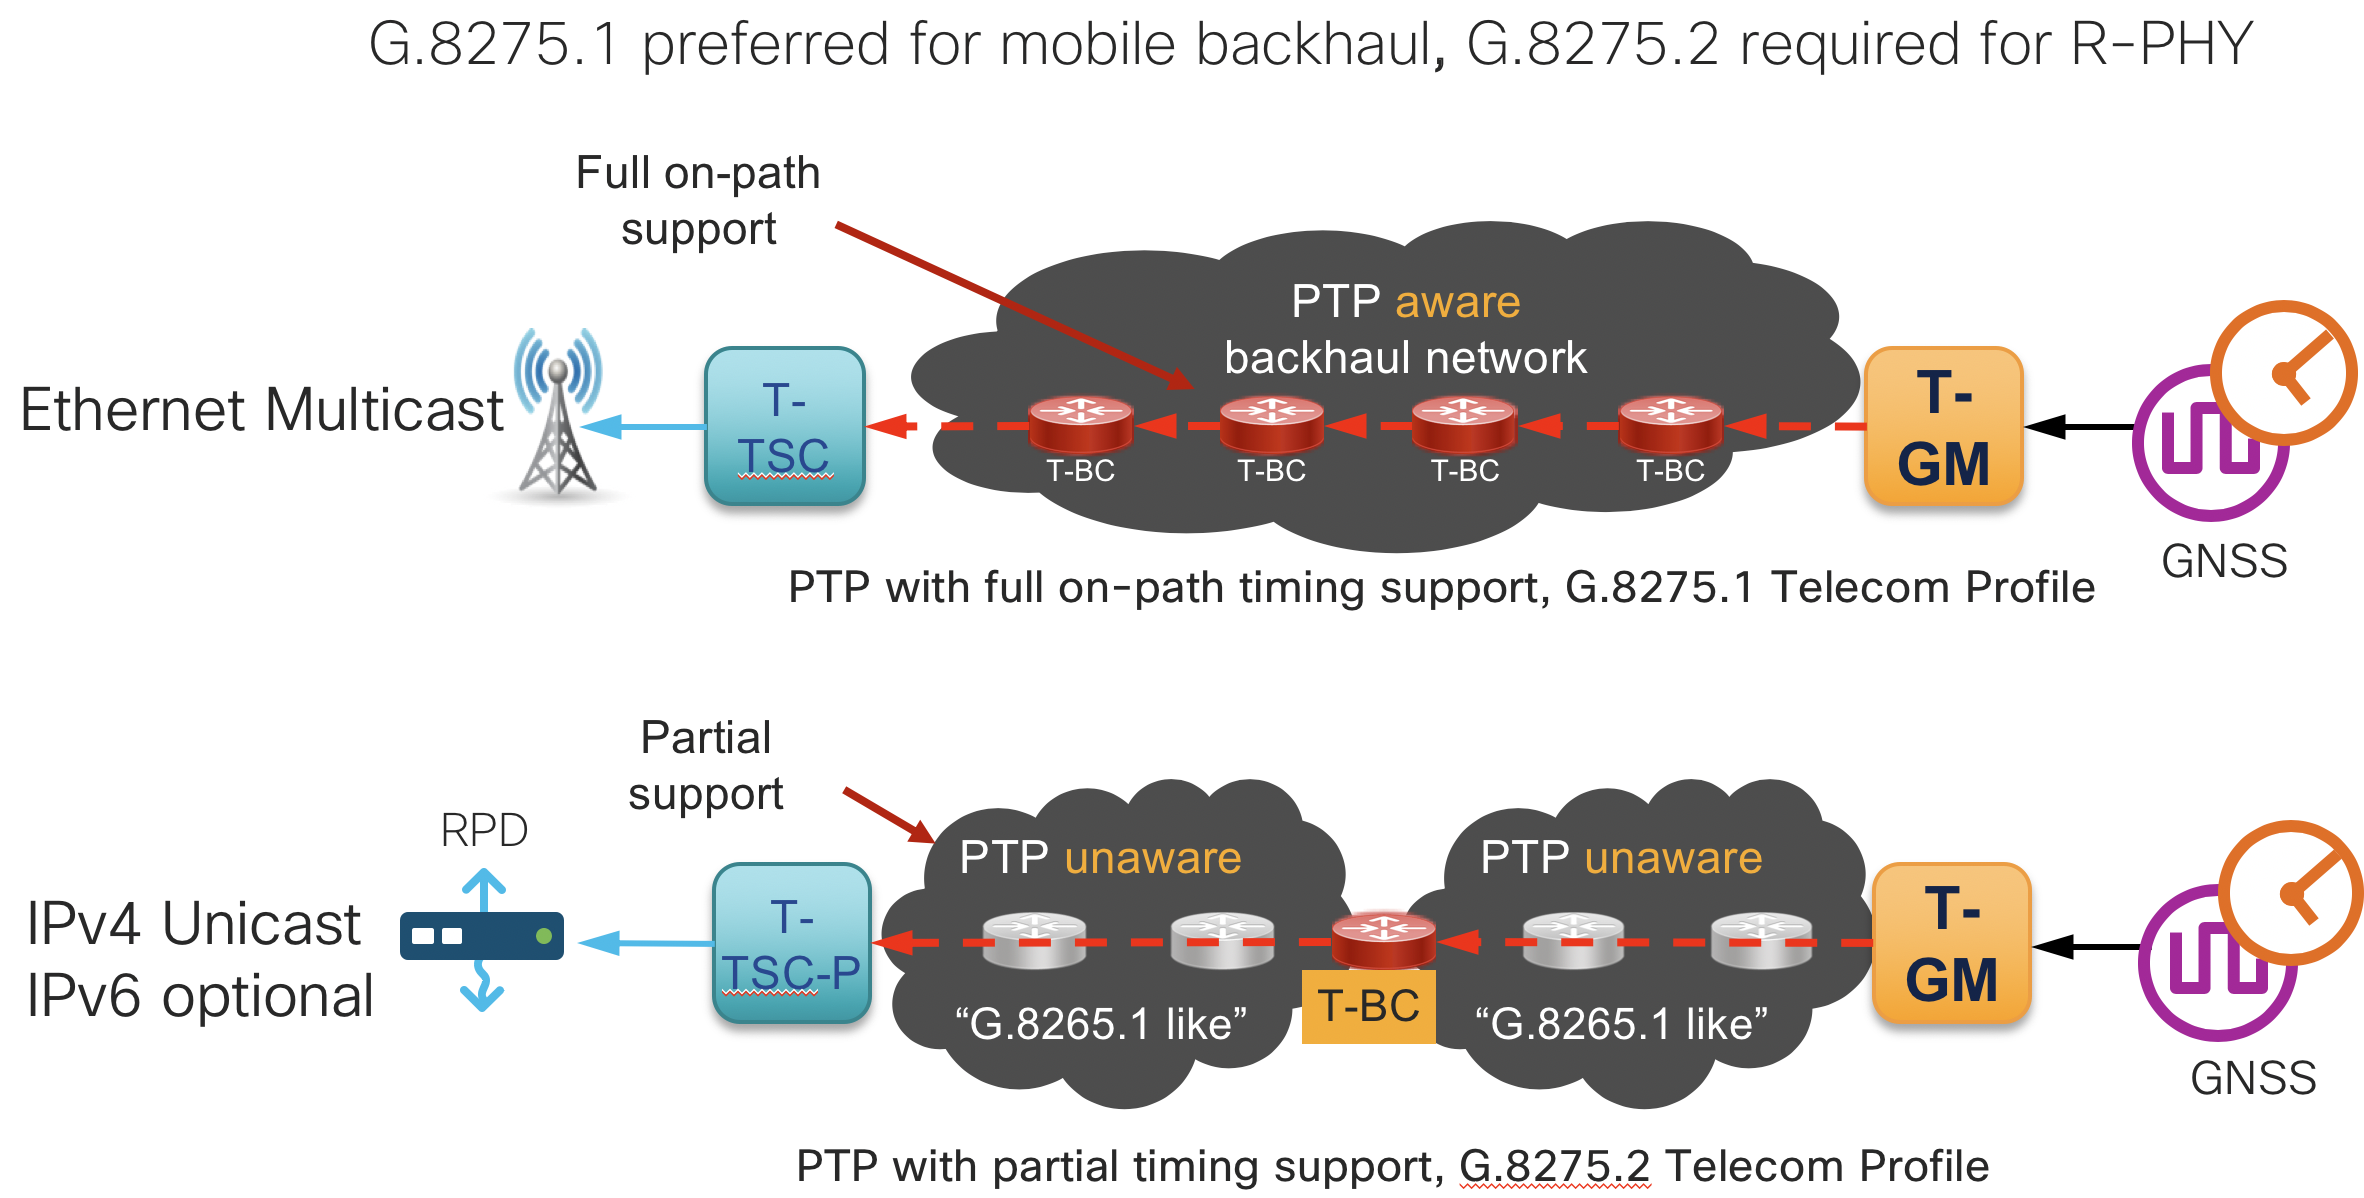 G.8275.1 preferred for mobile backhaul, G.8275.2 required for R-PHY
Full on-path
support
PTP aware
backhaul network
Ethernet Multicast
T-
TSC
T-BC
T-BC
T-BC
T-BC
T-
GM
GNSS
PTP with full on-path timing support, G.8275.1 Telecom Profile
Partial
support
RPD
IPv4 Unicast
IPv6 optional
T-
TSC-P
PTP unaware
"G.8265.1 like"
T-BC
PTP unaware
"G.8265.1 like"
T-
GM
GNSS
PTP with partial timing support, G.8275.2 Telecom Profile